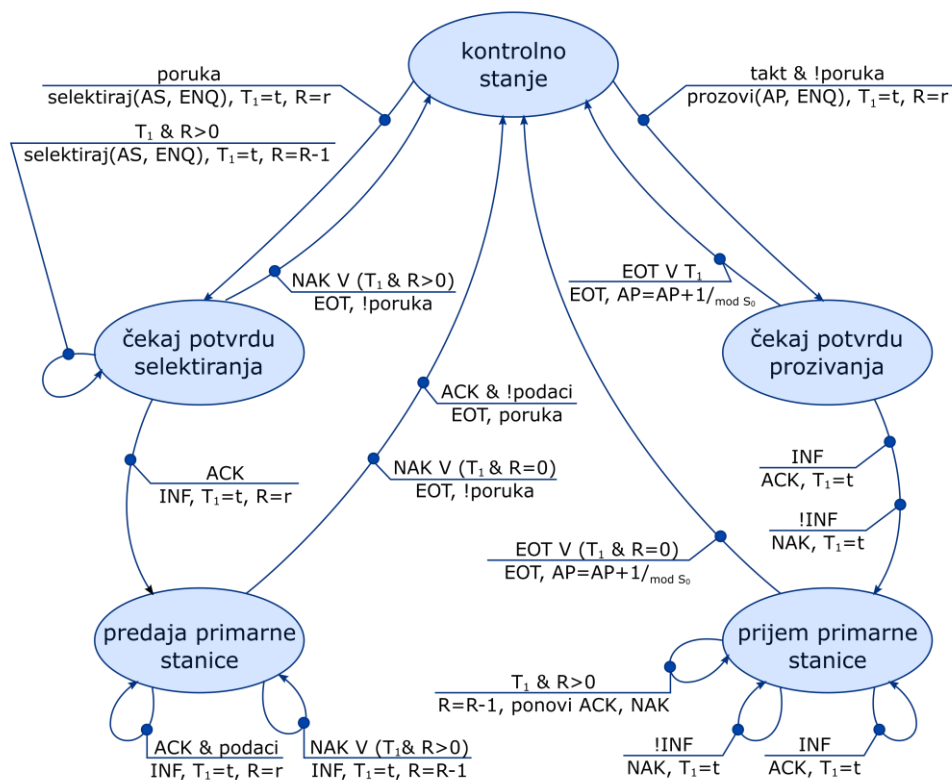 kontrolno
stanje
poruka
selektiraj(AS, ENQ), T₁=t, R=r
takt & !poruka
prozovi(AP, ENQ), T₁=t, R=r
T₁ & R>0
selektiraj(AS, ENQ), T₁=t, R=R-1
NAK V (T₁ & R>0)
EOT, !poruka
EOT V T₁
EOT, AP=AP+1/mod S₀
čekaj potvrdu
selektiranja
čekaj potvrdu
prozivanja
ACK & !podaci
EOT, poruka
ACK
INF, T₁=t, R=r
NAK V (T₁ & R=0)
EOT, !poruka
INF
ACK, T₁=t
!INF
NAK, T₁=t
EOT V (T₁ & R=0)
EOT, AP=AP+1/mod S₀
predaja primarne
stanice
prijem primarne
stanice
T₁ & R>0
R=R-1, ponovi ACK, NAK
ACK & podaci
INF, T₁=t, R=r
NAK V (T₁& R>0)
INF, T₁=t, R=R-1
!INF
NAK, T₁=t
INF
ACK, T₁=t